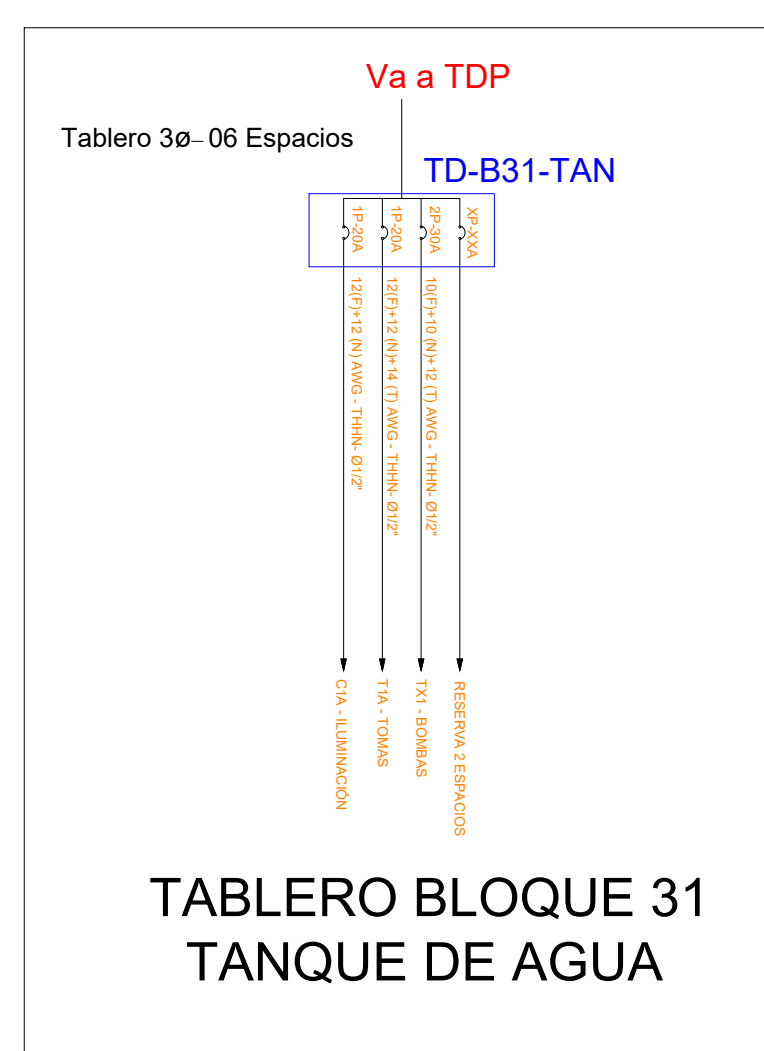 Va a TDP
Tablero 3ø– 06 Espacios
TD-B31-TAN
1P-20A
1P-20A
2P-30A
XP-XXA
12(F)+12 (N) AWG - THHN- Ø1/2"
12(F)+12 (N)+14 (T) AWG - THHN- Ø1/2"
10(F)+10 (N)+12 (T) AWG - THHN- Ø1/2"
C1A - ILUMINACIÓN
T1A - TOMAS
TX1 - BOMBAS
RESERVA 2 ESPACIOS
TABLERO BLOQUE 31
TANQUE DE AGUA